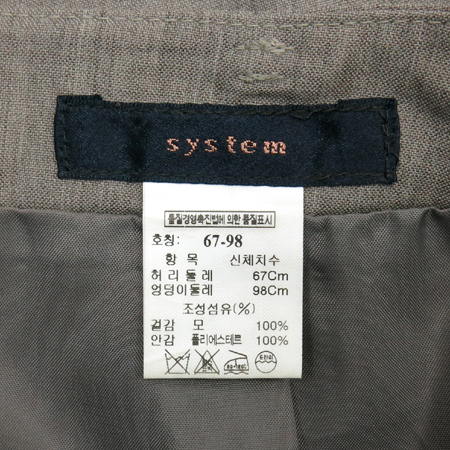 system
품질경영촉진법에 의한 품질표시
호칭: 67-98
항 목 신체치수
허리둘레 67Cm
엉덩이둘레 98Cm
조성섬유(%)
겉감 모 100%
안감 폴리에스테르 100%